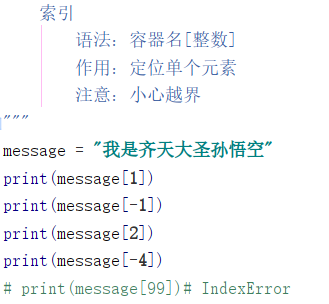 索引
语法：容器名[整数]
作用：定位单个元素
注意：小心越界
"""
message = "我是齐天大圣孙悟空"
print(message[1])
print(message[-1])
print(message[2])
print(message[-4])
# print(message[99])# IndexError